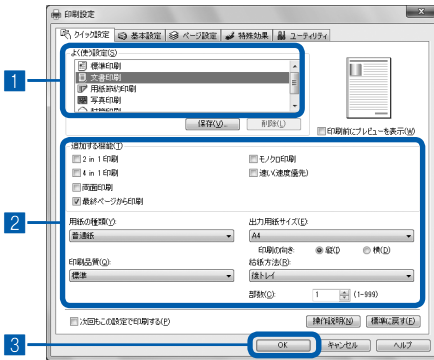 印刷設定
クイック設定 基本設定 ページ設定 特殊効果 ユーティリティ
よく使う設定(S)
1
標準印刷
文書印刷
用紙節約印刷
写真印刷
封筒印刷
保存(V)... 削除(L)
印刷前にプレビューを表示(W)
追加する機能(T)
2 in 1 印刷
モノクロ印刷
4 in 1 印刷
速い(速度優先)
両面印刷
最終ページから印刷
2
用紙の種類(Y):
出力用紙サイズ(E):
普通紙
A4
印刷の向き 縦(I) 横(D)
印刷品質(Q):
給紙方法(R):
標準
後トレイ
部数(C): 1 (1-999)
次回もこの設定で印刷する(P)
操作説明(N) 標準に戻す(F)
3
OK キャンセル ヘルプ